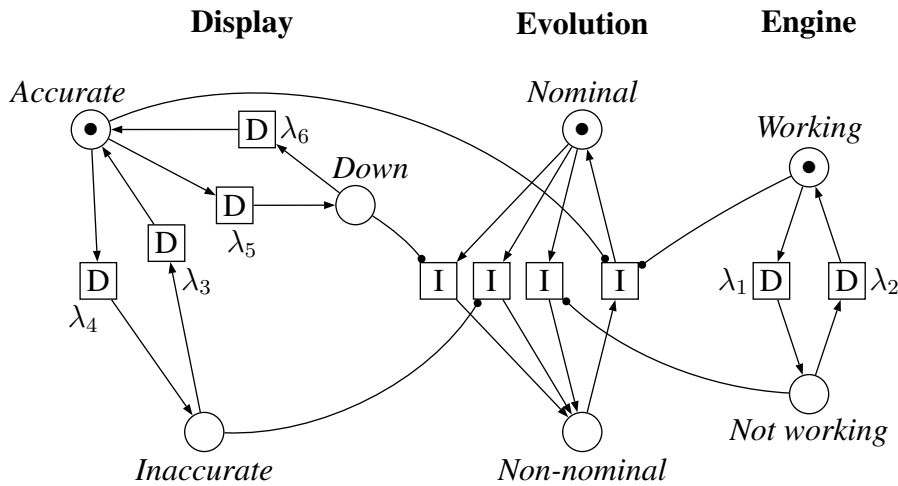 Display Evolution Engine
Accurate Nominal
D λ6 Working
Down
D
λ5
D
λ3
D I I I I λ1 D D λ2
λ4
Not working
Inaccurate Non-nominal